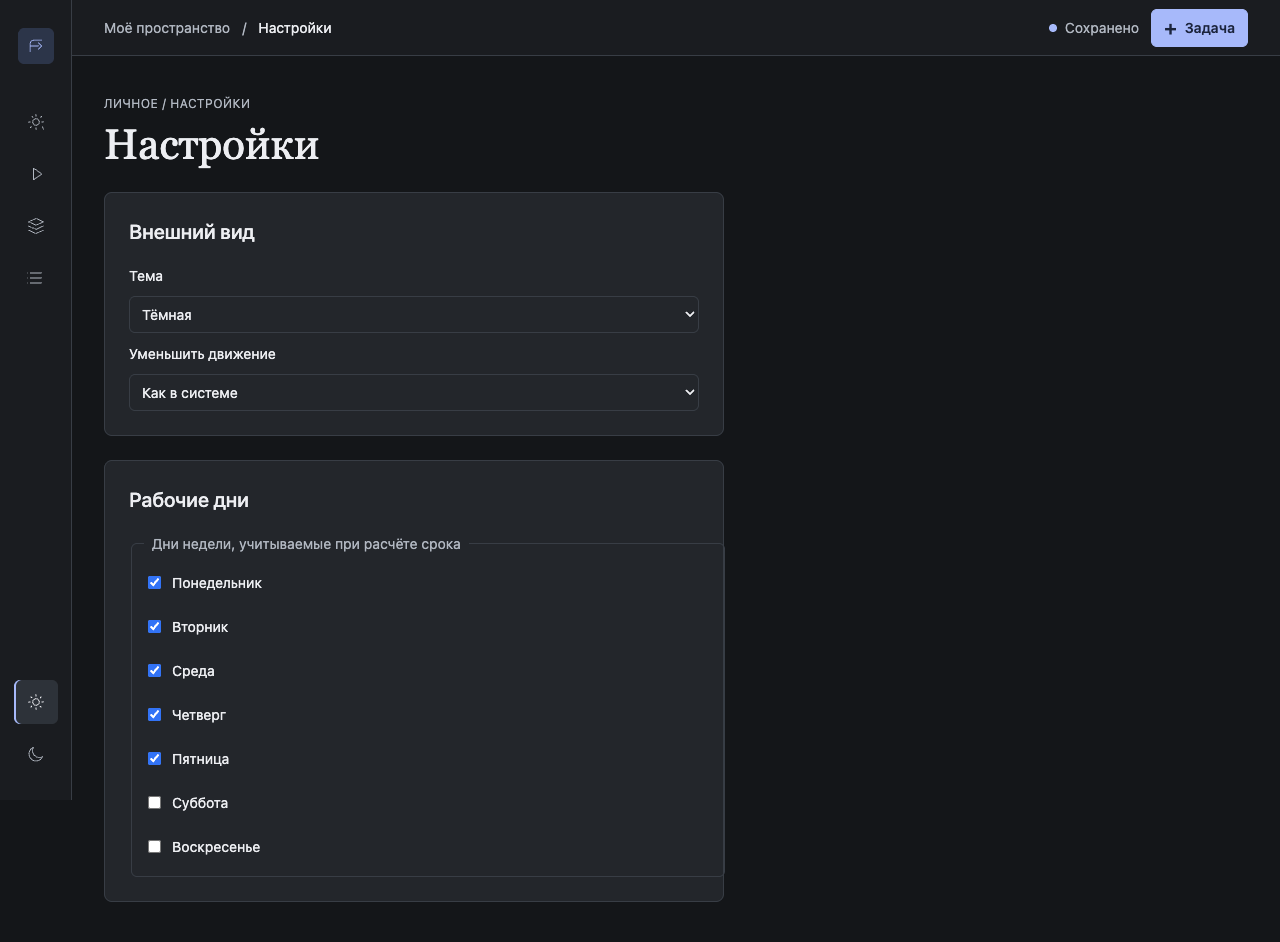 Моё пространство / Настройки
Сохранено
+ Задача
ЛИЧНОЕ / НАСТРОЙКИ
Настройки
Внешний вид
Тема
Тёмная
Уменьшить движение
Как в системе
Рабочие дни
Дни недели, учитываемые при расчёте срока
Понедельник
Вторник
Среда
Четверг
Пятница
Суббота
Воскресенье